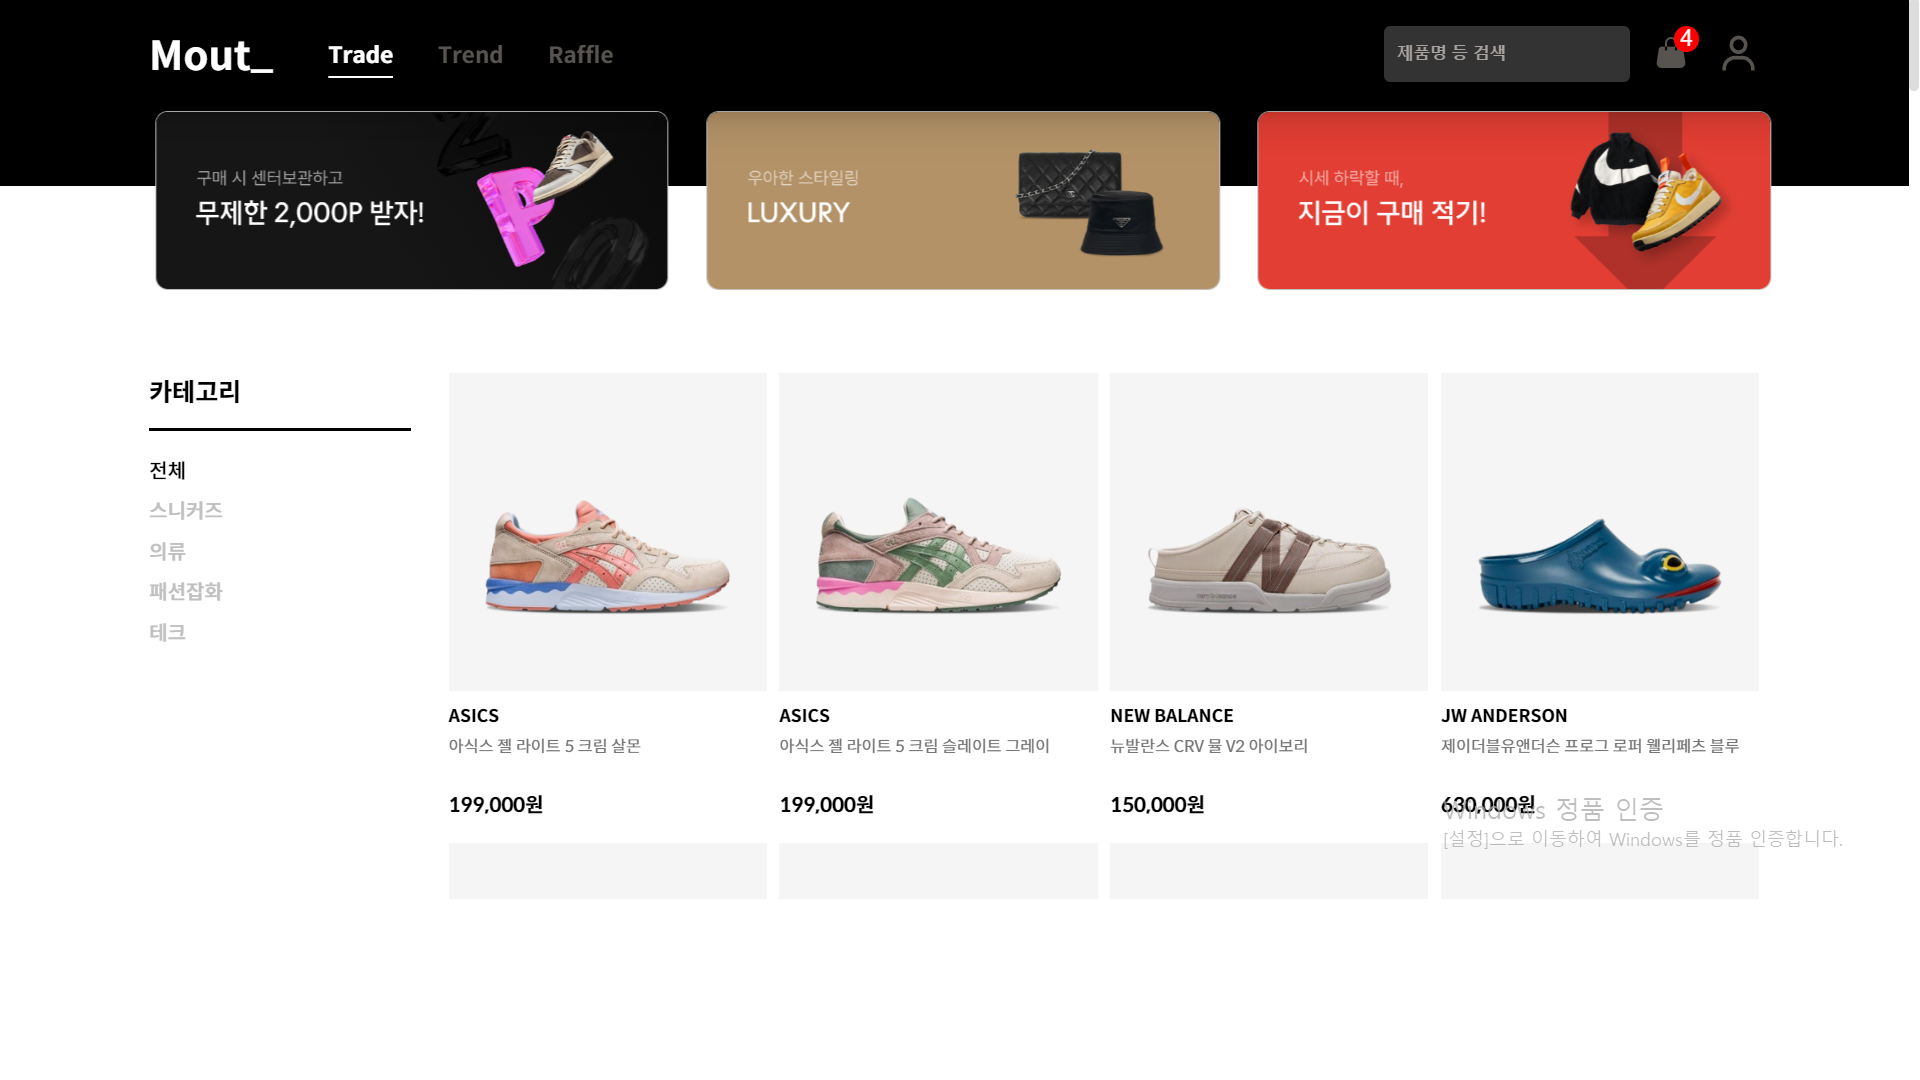 Mout_
Trade
Trend
Raffle
제품명 등 검색
4
구매 시 센터보관하고
무제한 2,000P 받자!
우아한 스타일링
LUXURY
시세 하락할 때,
지금이 구매 적기!
카테고리
전체
스니커즈
의류
패션잡화
테크
ASICS
아식스 젤 라이트 5 크림 살몬
199,000원
ASICS
아식스 젤 라이트 5 크림 슬레이트 그레이
199,000원
NEW BALANCE
뉴발란스 CRV 뮬 V2 아이보리
150,000원
JW ANDERSON
제이더블유앤더슨 프로그 로퍼 웰리페츠 블루
630,000원
Windows 정품 인증
[설정]으로 이동하여 Windows를 정품 인증합니다.